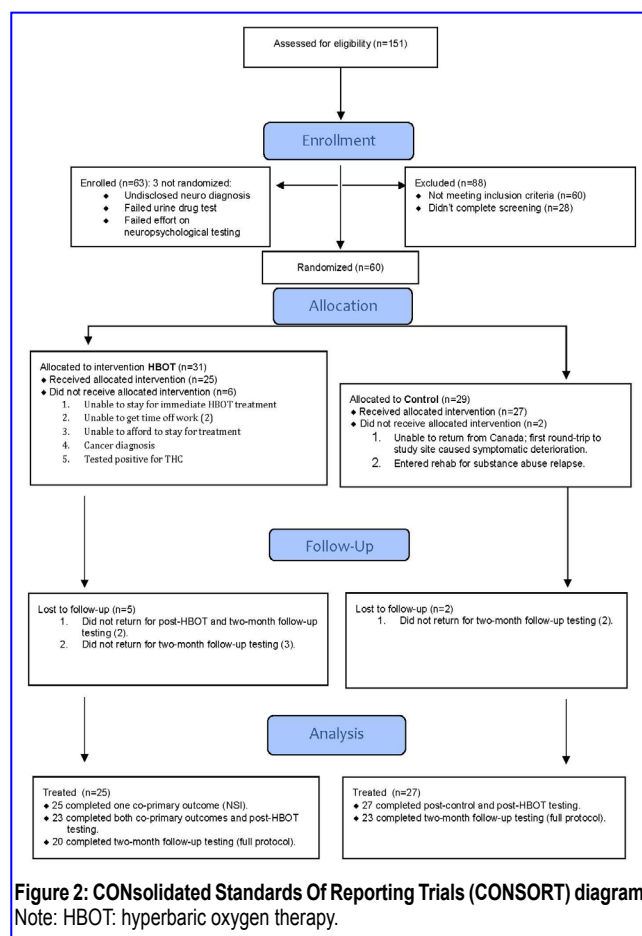 Assessed for eligibility (n=151)
Enrollment
Enrolled (n=63): 3 not randomized:
♦ Undisclosed neuro diagnosis
♦ Failed urine drug test
♦ Failed effort on
neuropsychological testing
Excluded (n=88)
♦ Not meeting inclusion criteria (n=60)
♦ Didn't complete screening (n=28)
Randomized (n=60)
Allocation
Allocated to intervention HBOT (n=31)
♦ Received allocated intervention (n=25)
♦ Did not receive allocated intervention (n=6)
1. Unable to stay for immediate HBOT treatment
2. Unable to get time off work (2)
3. Unable to afford to stay for treatment
4. Cancer diagnosis
5. Tested positive for THC
Allocated to Control (n=29)
♦ Received allocated intervention (n=27)
♦ Did not receive allocated intervention (n=2)
1. Unable to return from Canada; first round-trip to
study site caused symptomatic deterioration.
2. Entered rehab for substance abuse relapse.
Follow-Up
Lost to follow-up (n=5)
1. Did not return for post-HBOT and two-month follow-up
testing (2).
2. Did not return for two-month follow-up testing (3).
Lost to follow-up (n=2)
1. Did not return for two-month follow-up testing (2).
Analysis
Treated (n=25)
♦ 25 completed one co-primary outcome (NSI).
♦ 23 completed both co-primary outcomes and post-HBOT
testing.
♦ 20 completed two-month follow-up testing (full protocol).
Treated (n=27)
♦ 27 completed post-control and post-HBOT testing.
♦ 23 completed two-month follow-up testing (full protocol).
Figure 2: CONsolidated Standards Of Reporting Trials (CONSORT) diagram
Note: HBOT: hyperbaric oxygen therapy.